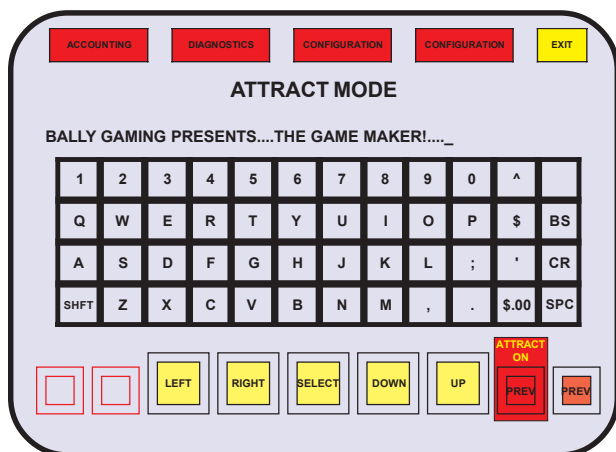 ACCOUNTING DIAGNOSTICS CONFIGURATION CONFIGURATION EXIT
ATTRACT MODE
BALLY GAMING PRESENTS....THE GAME MAKER!...._
1 2 3 4 5 6 7 8 9 0 ^
Q W E R T Y U I O P $ BS
A S D F G H J K L ; ' CR
SHFT Z X C V B N M , . $.00 SPC
ATTRACT
ON
LEFT RIGHT SELECT DOWN UP PREV PREV